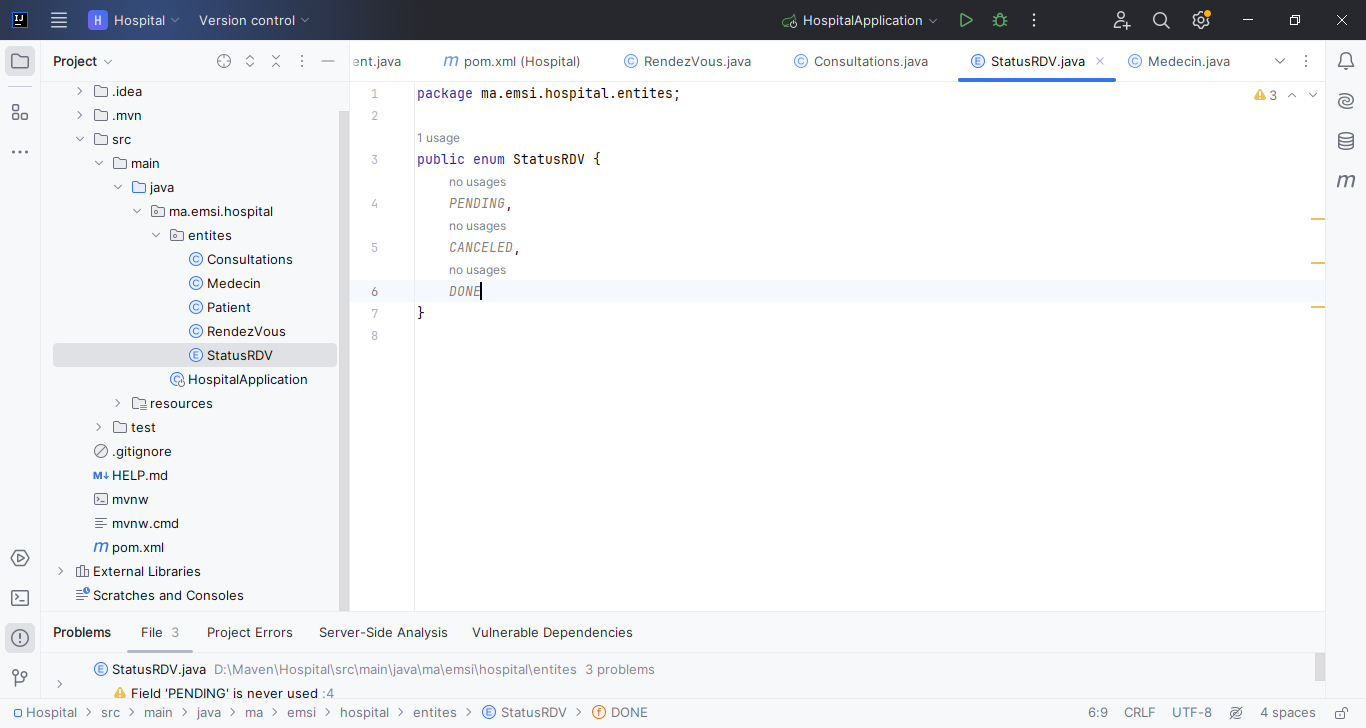 H Hospital Version control HospitalApplication
Project
ent.java m pom.xml (Hospital) C RendezVous.java C Consultations.java E StatusRDV.java C Medecin.java
.idea
.mvn
src
main
java
ma.emsi.hospital
entites
C Consultations
C Medecin
C Patient
C RendezVous
E StatusRDV
HospitalApplication
resources
test
.gitignore
M↓ HELP.md
mvnw
mvnw.cmd
m pom.xml
External Libraries
Scratches and Consoles
1 package ma.emsi.hospital.entites;
2
1 usage
3 public enum StatusRDV {
no usages
4 PENDING,
no usages
5 CANCELED,
no usages
6 DONE
7 }
8
3
m
Problems File 3 Project Errors Server-Side Analysis Vulnerable Dependencies
E StatusRDV.java D:\Maven\Hospital\src\main\java\ma\emsi\hospital\entites 3 problems
Field 'PENDING' is never used :4
Hospital > src > main > java > ma > emsi > hospital > entites > E StatusRDV > f DONE 6:9 CRLF UTF-8 4 spaces